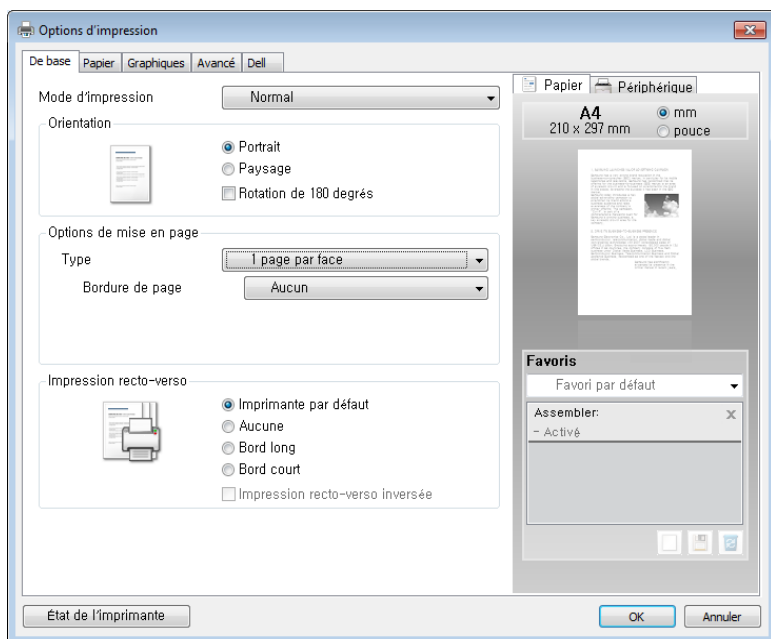 Options d'impression
De base Papier Graphiques Avancé Dell
Mode d'impression Normal
Orientation
Portrait
Paysage
Rotation de 180 degrés
Options de mise en page
Type 1 page par face
Bordure de page Aucun
Impression recto-verso
Imprimante par défaut
Aucune
Bord long
Bord court
Impression recto-verso inversée
Papier Périphérique
A4 mm
210 x 297 mm pouce
Favoris
Favori par défaut
Assembler:
- Activé
État de l'imprimante OK Annuler